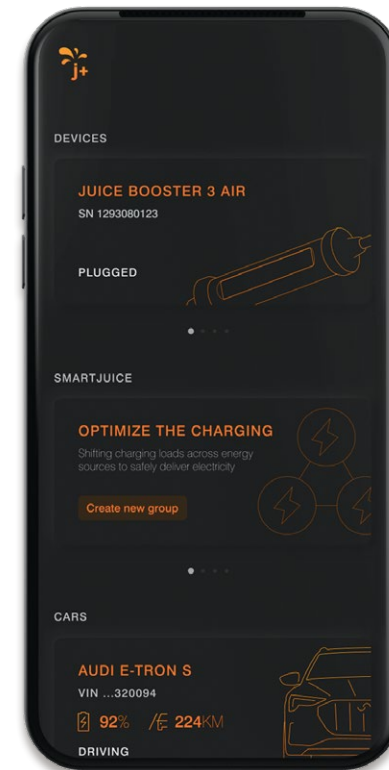 j+
DEVICES
JUICE BOOSTER 3 AIR
SN 1293080123
PLUGGED
SMARTJUICE
OPTIMIZE THE CHARGING
Shifting charging loads across energy
sources to safely deliver electricity
Create new group
CARS
AUDI E-TRON S
VIN ...320094
92% 224KM
DRIVING